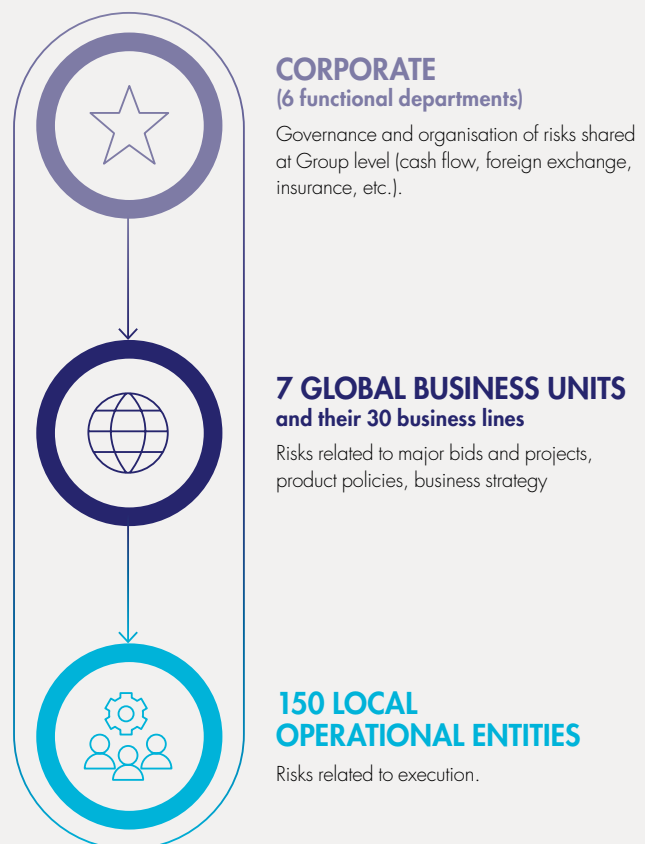 CORPORATE
(6 functional departments)
Governance and organisation of risks shared
at Group level (cash flow, foreign exchange,
insurance, etc.).
7 GLOBAL BUSINESS UNITS
and their 30 business lines
Risks related to major bids and projects,
product policies, business strategy
150 LOCAL
OPERATIONAL ENTITIES
Risks related to execution.